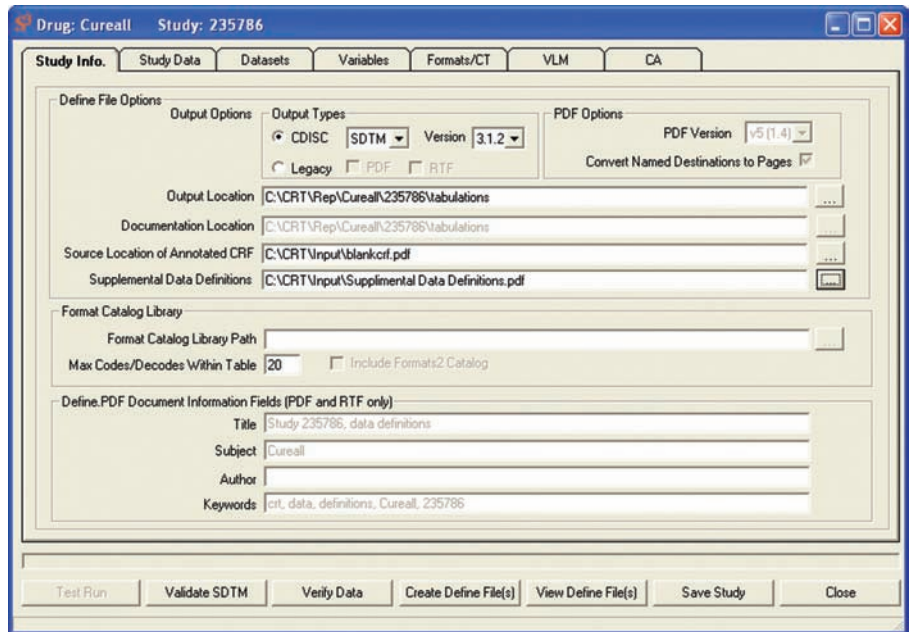 Drug: Cureall Study: 235786
Study Info. Study Data Datasets Variables Formats/CT VLM CA
Define File Options
Output Options Output Types PDF Options
CDISC SDTM Version 3.1.2 PDF Version v5 (1.4)
Legacy PDF RTF Convert Named Destinations to Pages
Output Location C:\CRT\Rep\Cureall\235786\tabulations ...
Documentation Location C:\CRT\Rep\Cureall\235786\tabulations ...
Source Location of Annotated CRF C:\CRT\Input\blankcrf.pdf ...
Supplemental Data Definitions C:\CRT\Input\Supplimental Data Definitions.pdf ...
Format Catalog Library
Format Catalog Library Path ...
Max Codes/Decodes Within Table 20 Include Formats2 Catalog
Define.PDF Document Information Fields (PDF and RTF only)
Title Study 235786, data definitions
Subject Cureall
Author
Keywords crt, data, definitions, Cureall, 235786
Test Run Validate SDTM Verify Data Create Define File(s) View Define File(s) Save Study Close